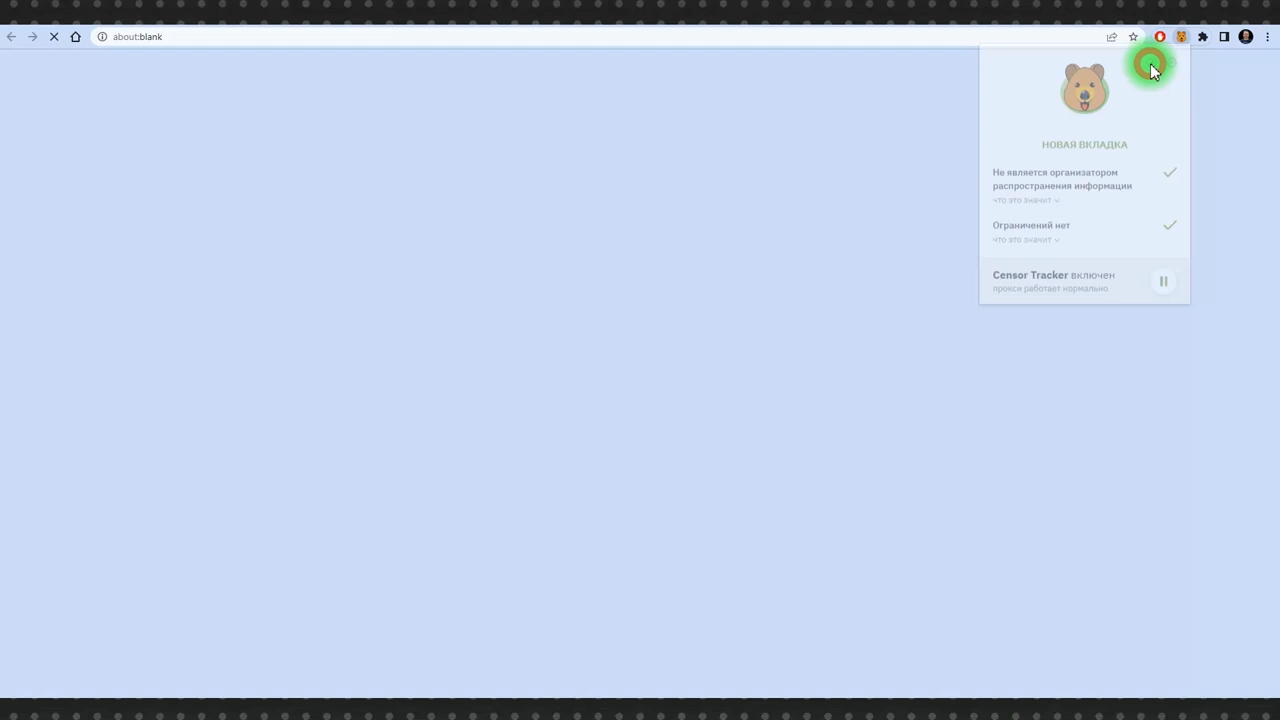 about:blank
НОВАЯ ВКЛАДКА
Не является организатором
распространения информации
что это значит
Ограничений нет
что это значит
Censor Tracker включен
прокси работает нормально